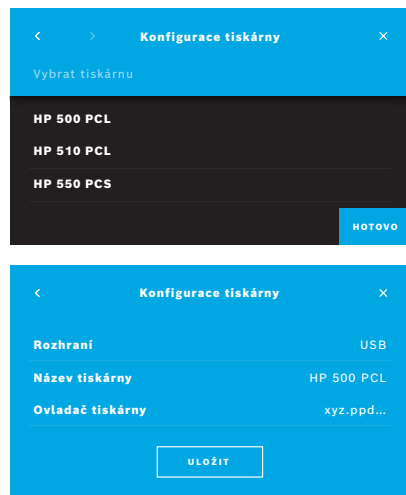 Konfigurace tiskárny
Vybrat tiskárnu
HP 500 PCL
HP 510 PCL
HP 550 PCS
HOTOVO
Konfigurace tiskárny
Rozhraní USB
Název tiskárny HP 500 PCL
Ovladač tiskárny xyz.ppd...
ULOŽIT